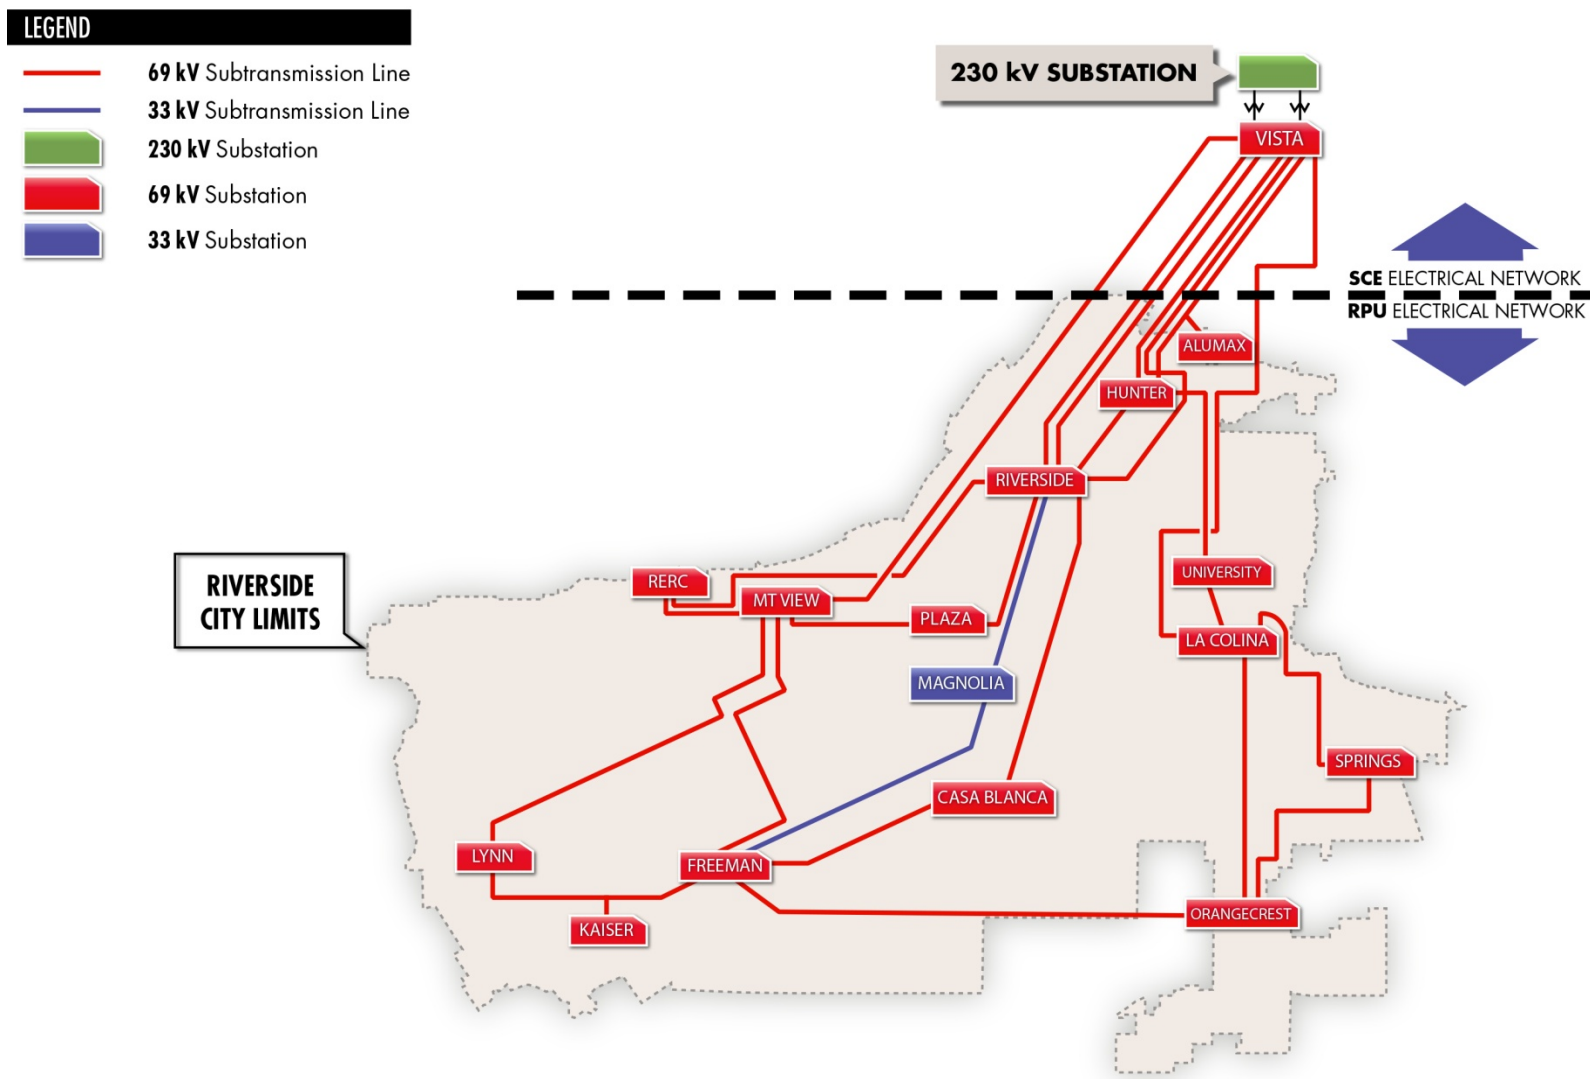 LEGEND
69 kV Subtransmission Line
33 kV Subtransmission Line
230 kV Substation
69 kV Substation
33 kV Substation
230 kV SUBSTATION
VISTA
SCE ELECTRICAL NETWORK
RPU ELECTRICAL NETWORK
ALUMAX
HUNTER
RIVERSIDE
RIVERSIDE
CITY LIMITS
RERC
MT VIEW
PLAZA
UNIVERSITY
LA COLINA
MAGNOLIA
SPRINGS
CASA BLANCA
LYNN
FREEMAN
KAISER
ORANGECREST